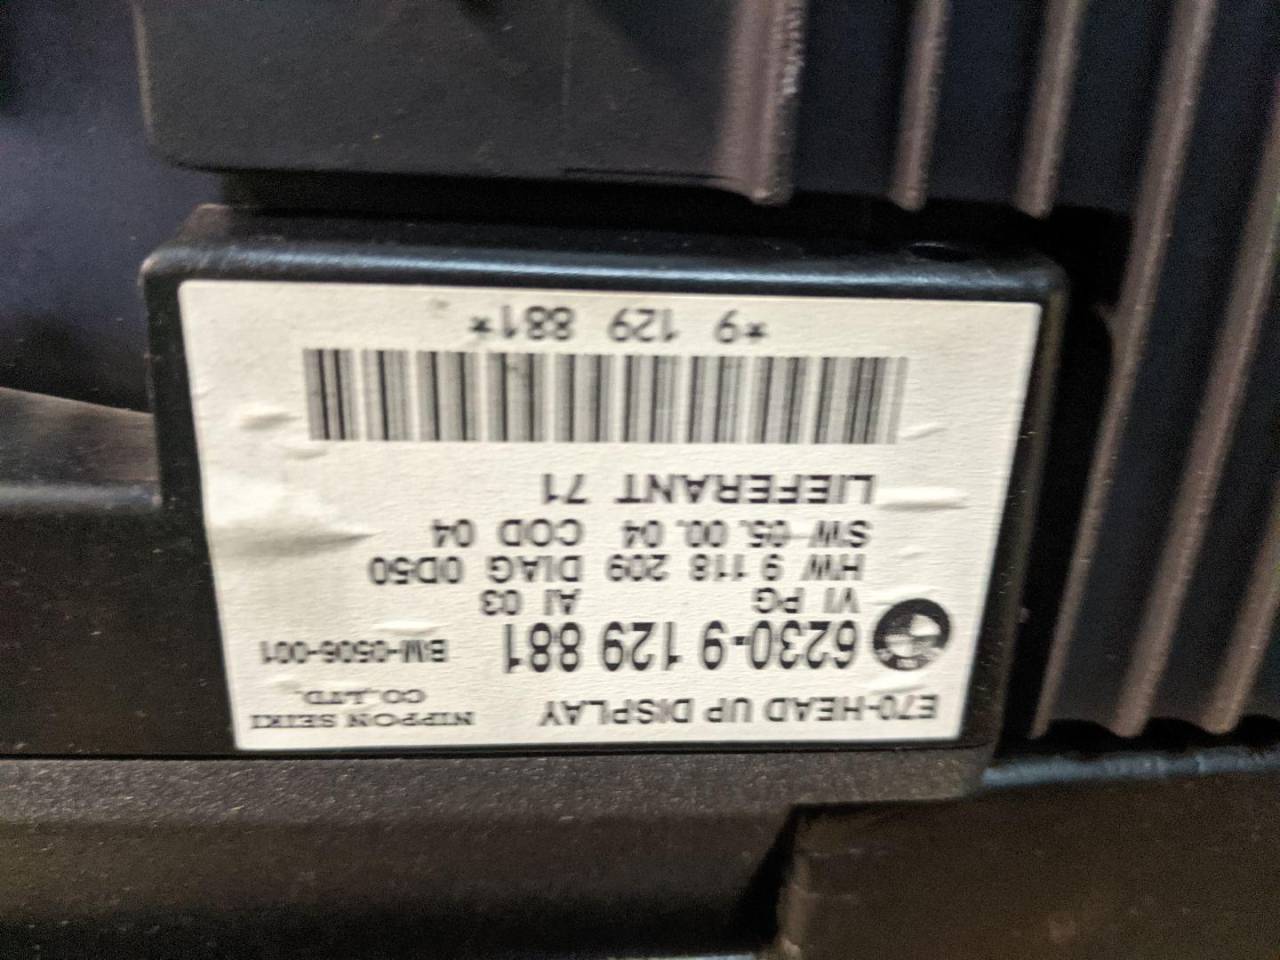 E70-HEAD UP DISPLAY
NIPPON SEIKI
CO.,LTD.
6230-9 129 881
BM-0506-001
VI PG AI 03
HW 9 118 209 DIAG 0D50
SW 05.00.04 COD 04
LIEFERANT 71
*9 129 881*